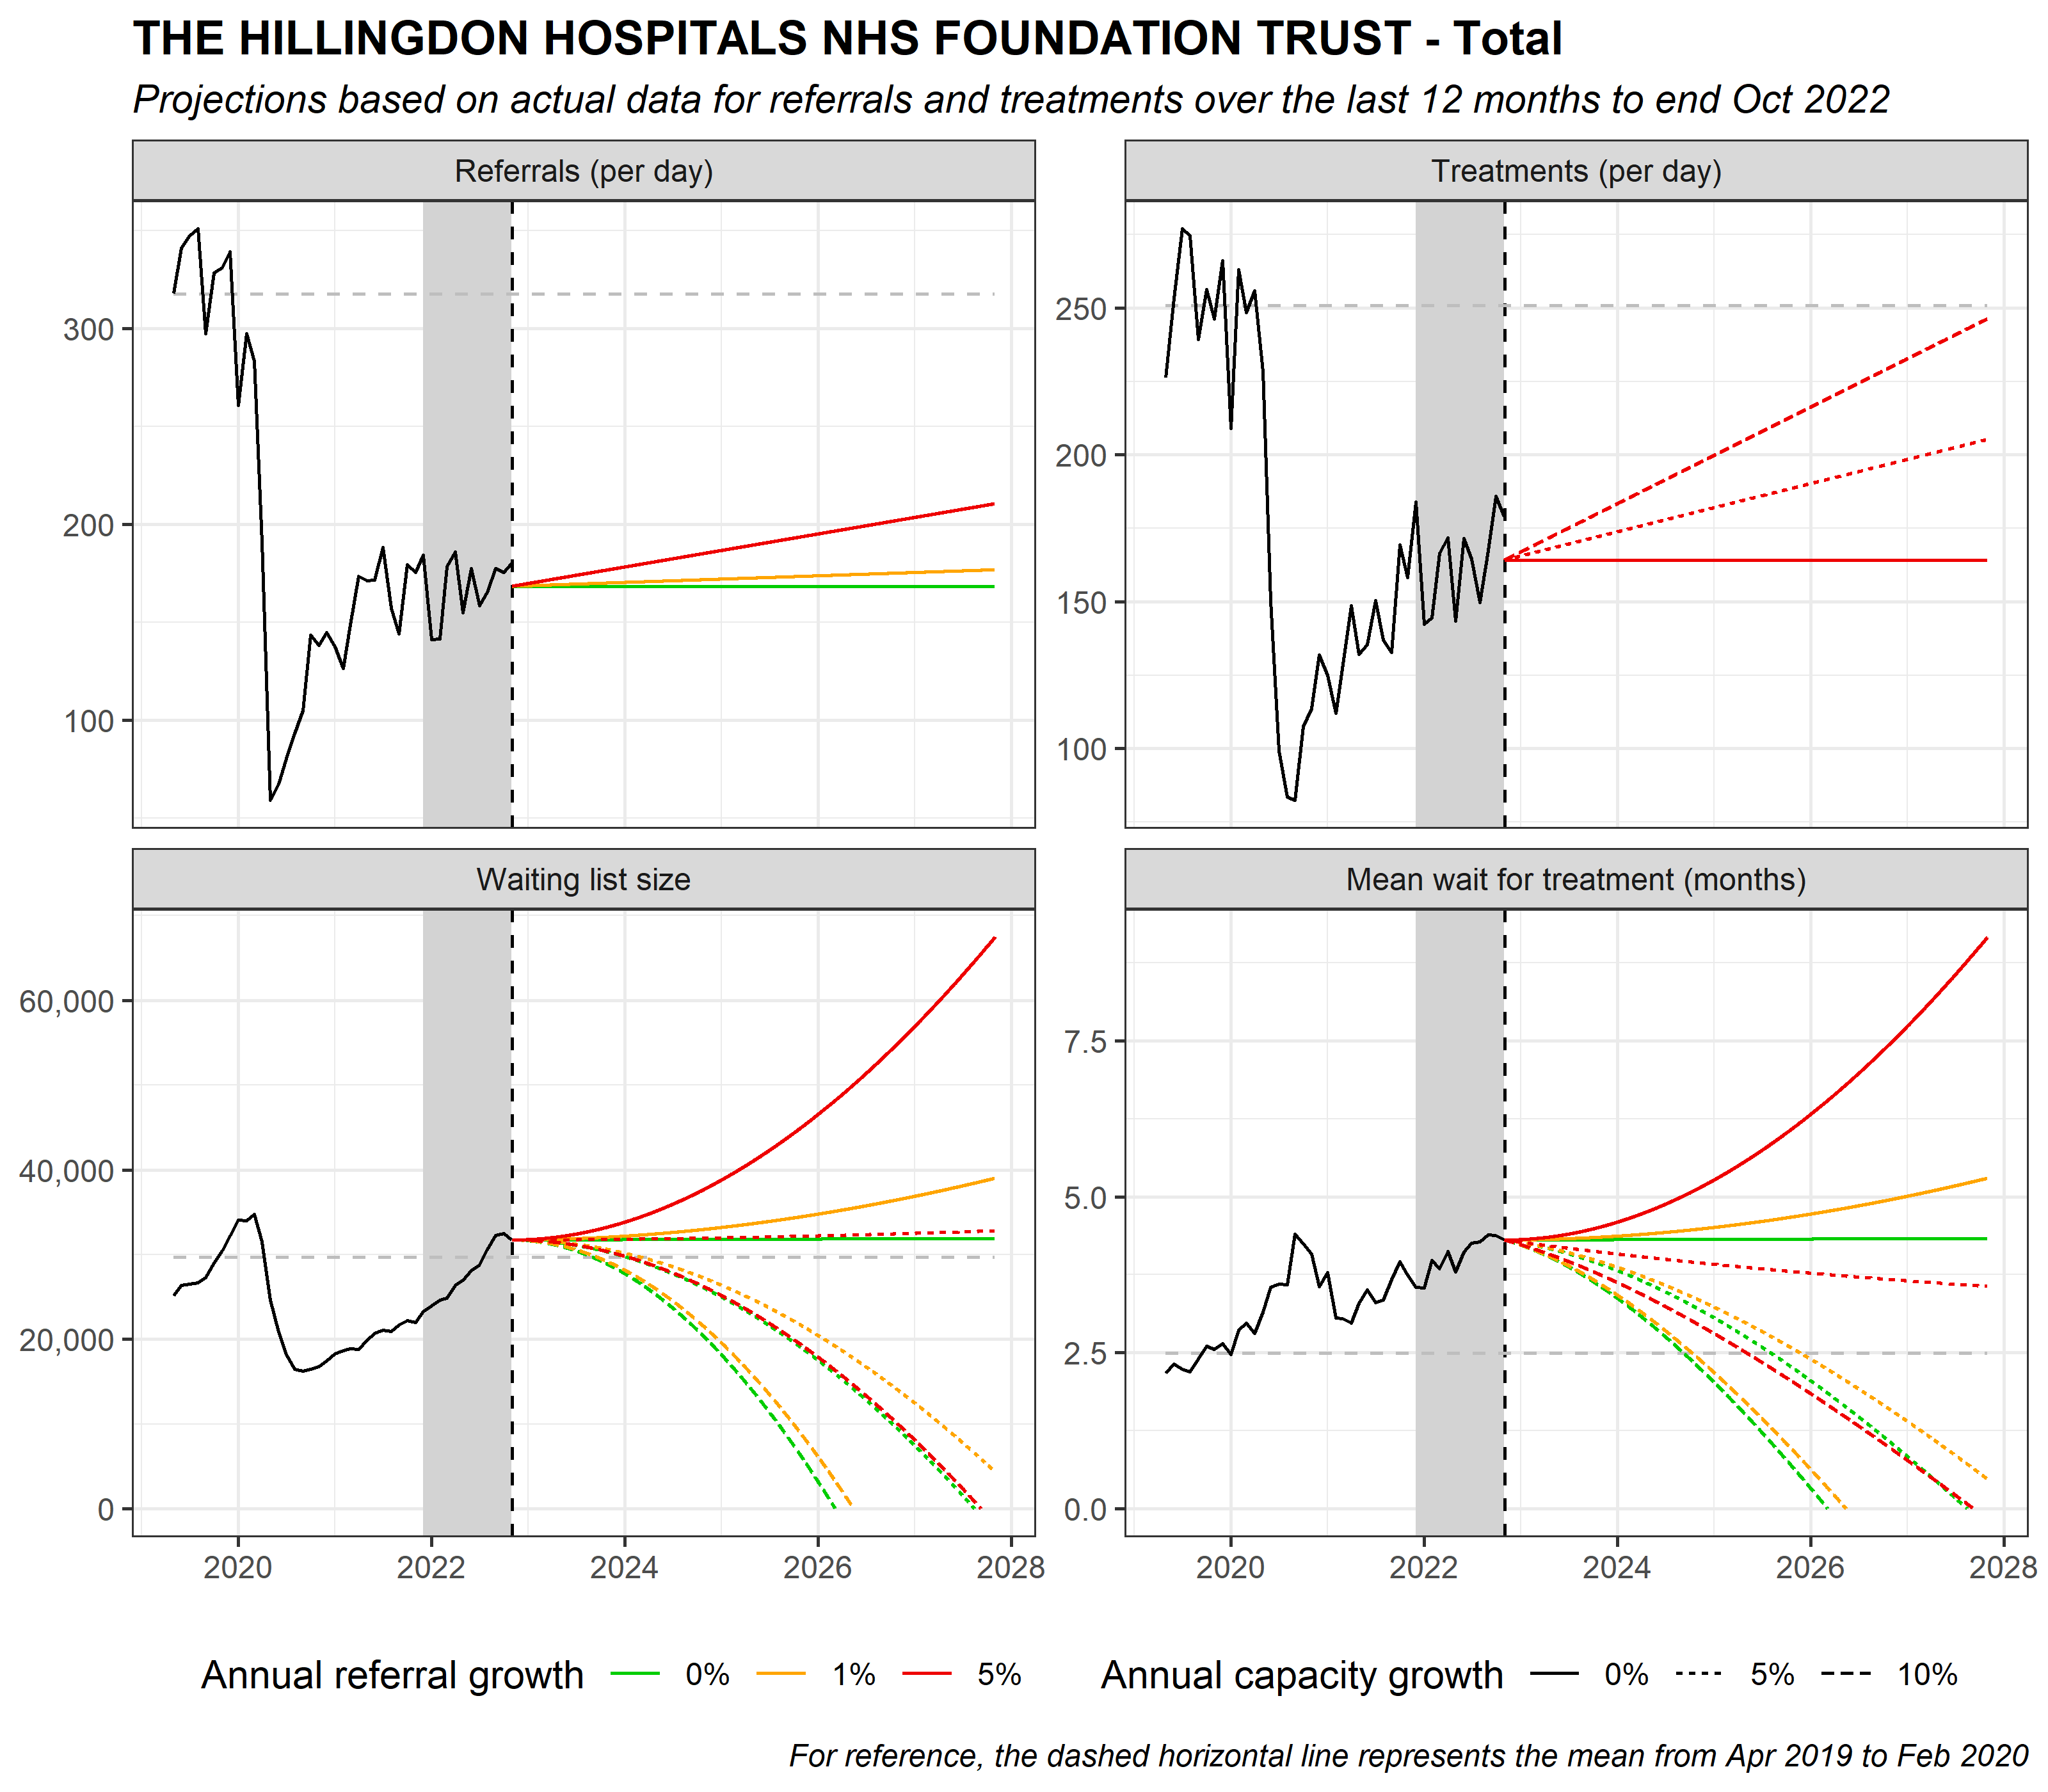 THE HILLINGDON HOSPITALS NHS FOUNDATION TRUST - Total
Projections based on actual data for referrals and treatments over the last 12 months to end Oct 2022
Referrals (per day)
300
200
100
Treatments (per day)
250
200
150
100
Waiting list size
60,000
40,000
20,000
0
2020 2022 2024 2026 2028
Mean wait for treatment (months)
7.5
5.0
2.5
0.0
2020 2022 2024 2026 2028
Annual referral growth 0% 1% 5%
Annual capacity growth 0% 5% 10%
For reference, the dashed horizontal line represents the mean from Apr 2019 to Feb 2020